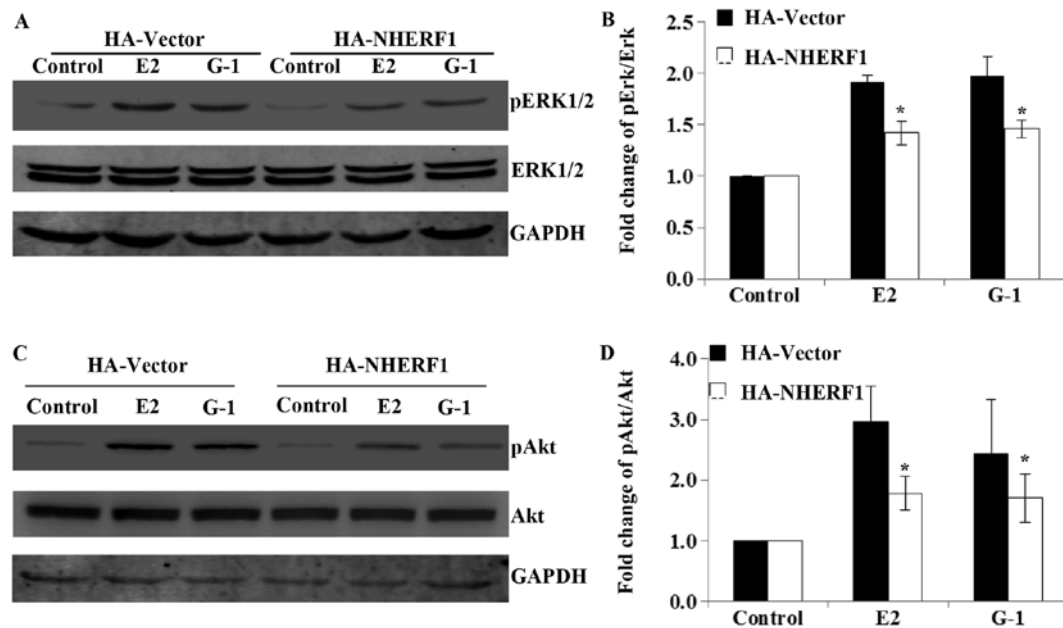 A
HA-Vector HA-NHERF1
Control E2 G-1 Control E2 G-1
pERK1/2
ERK1/2
GAPDH
B
HA-Vector
HA-NHERF1
Fold change of pErk/Erk
2.5
2.0
1.5
1.0
0.5
0.0
* *
Control E2 G-1
C
HA-Vector HA-NHERF1
Control E2 G-1 Control E2 G-1
pAkt
Akt
GAPDH
D
HA-Vector
HA-NHERF1
Fold change of pAkt/Akt
4.0
3.0
2.0
1.0
0.0
* *
Control E2 G-1